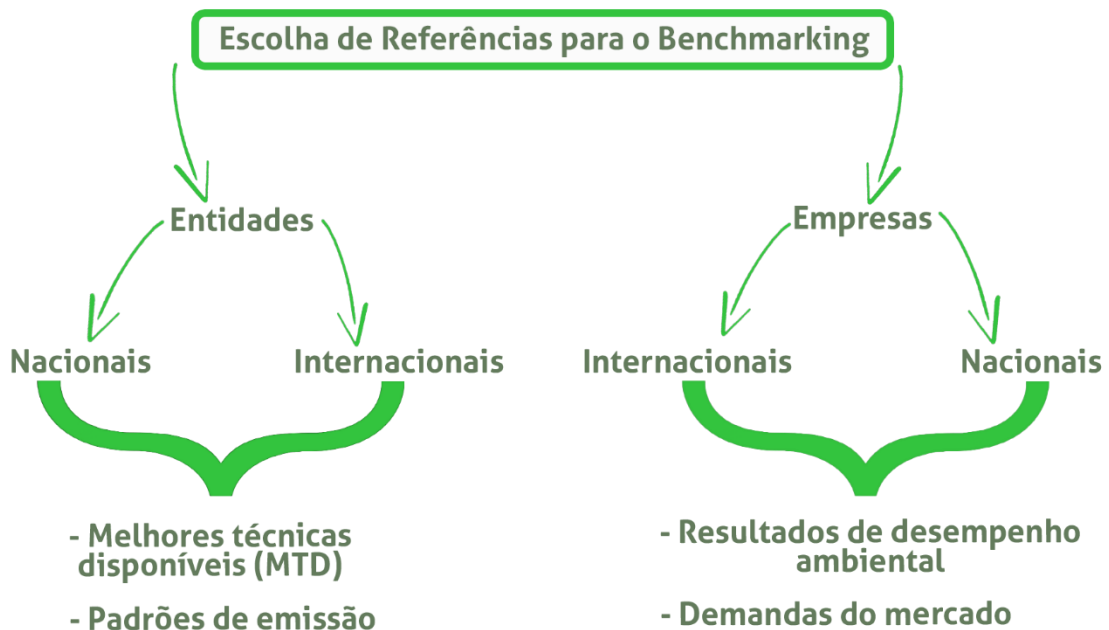 Escolha de Referências para o Benchmarking
Entidades
Empresas
Nacionais
Internacionais
Internacionais
Nacionais
- Melhores técnicas
disponíveis (MTD)
- Padrões de emissão
- Resultados de desempenho
ambiental
- Demandas do mercado